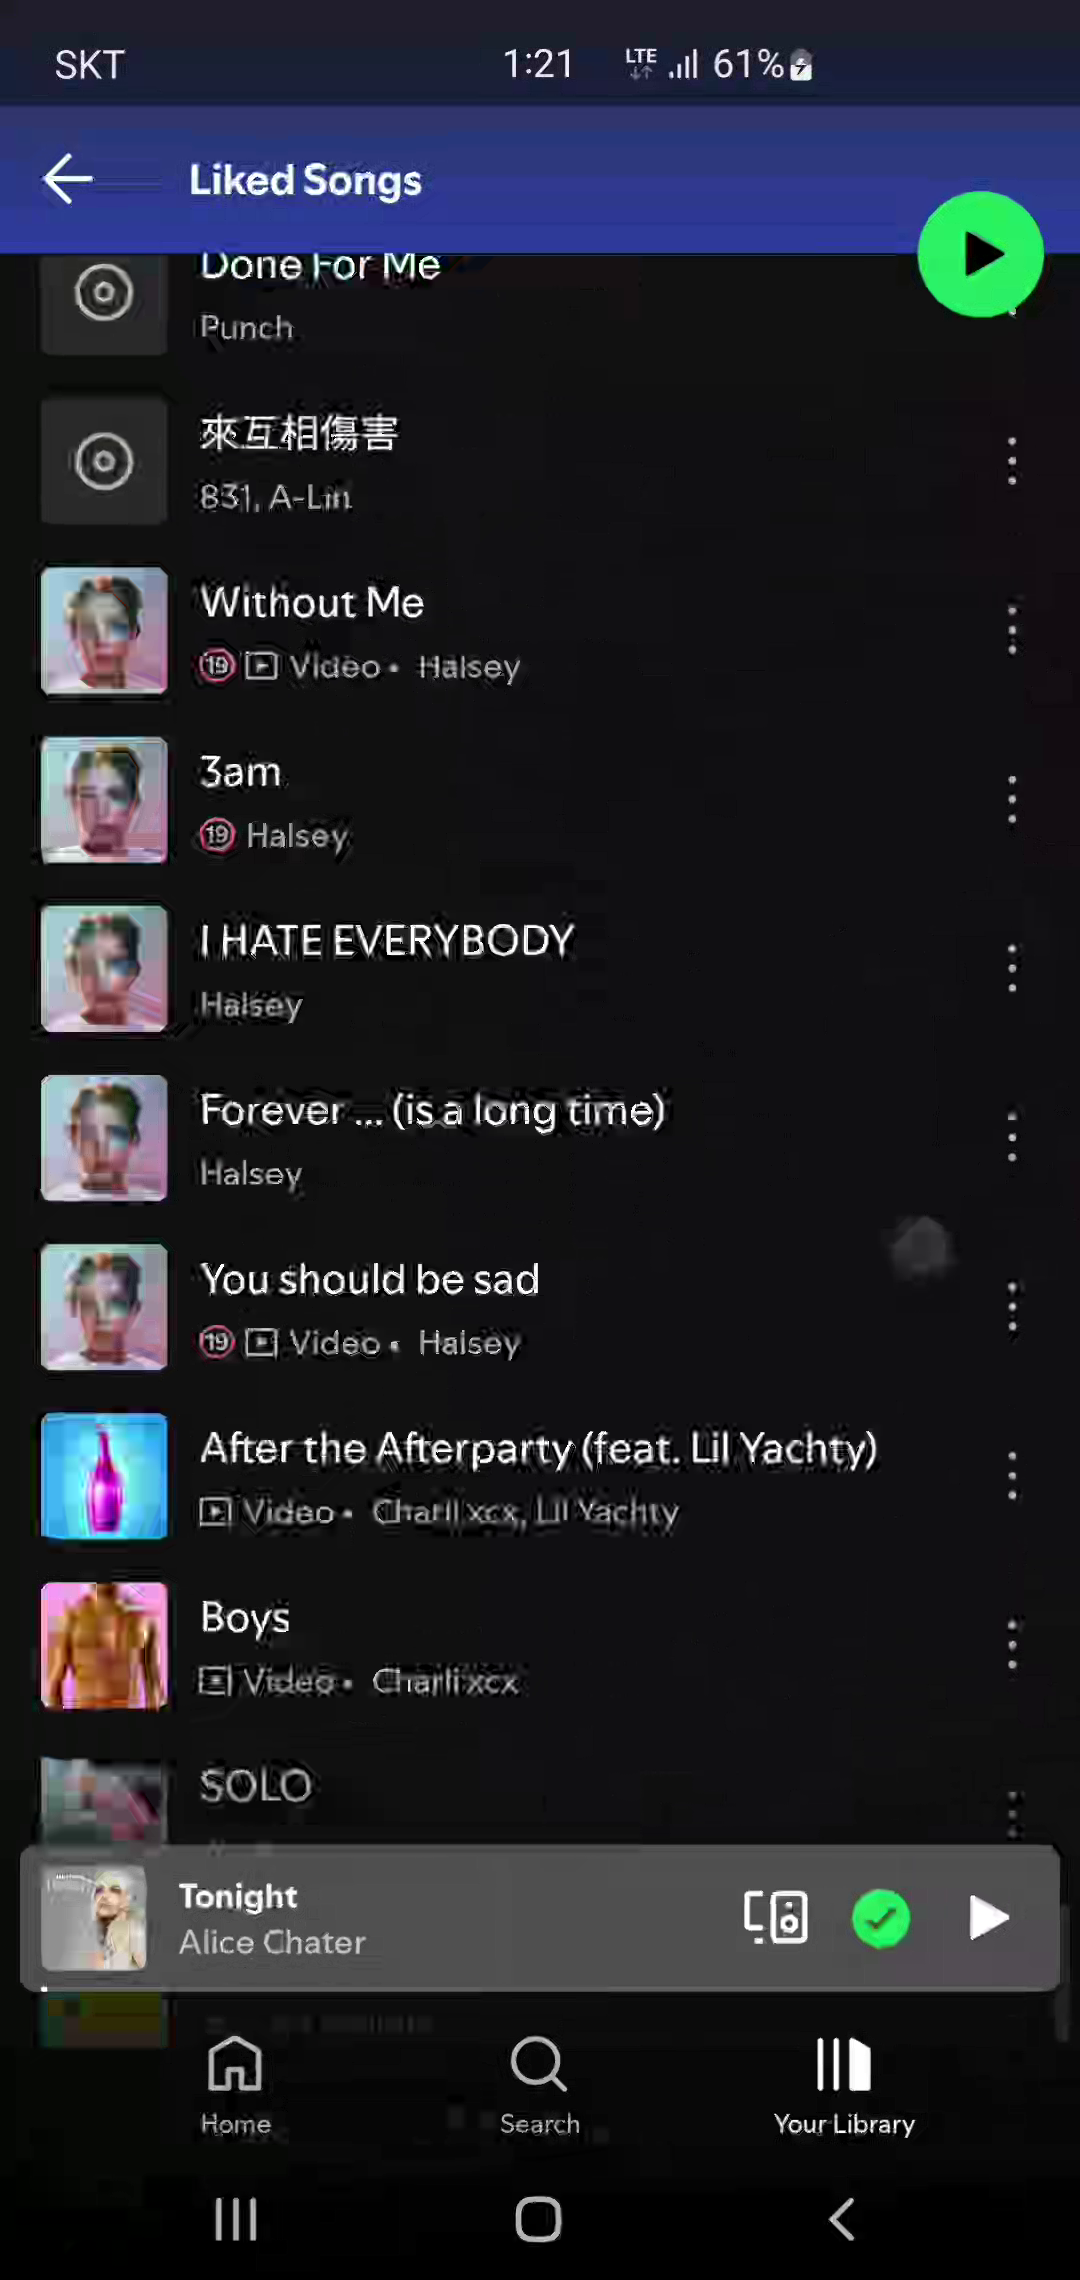 SKT 1:21 LTE 61%
Liked Songs
Done For Me
Punch
來互相傷害
831, A-Lin
Without Me
19 Video • Halsey
3am
19 Halsey
I HATE EVERYBODY
Halsey
Forever ... (is a long time)
Halsey
You should be sad
19 Video • Halsey
After the Afterparty (feat. Lil Yachty)
Video • Charli xcx, Lil Yachty
Boys
Video • Charli xcx
SOLO
Tonight
Alice Chater
Home Search Your Library